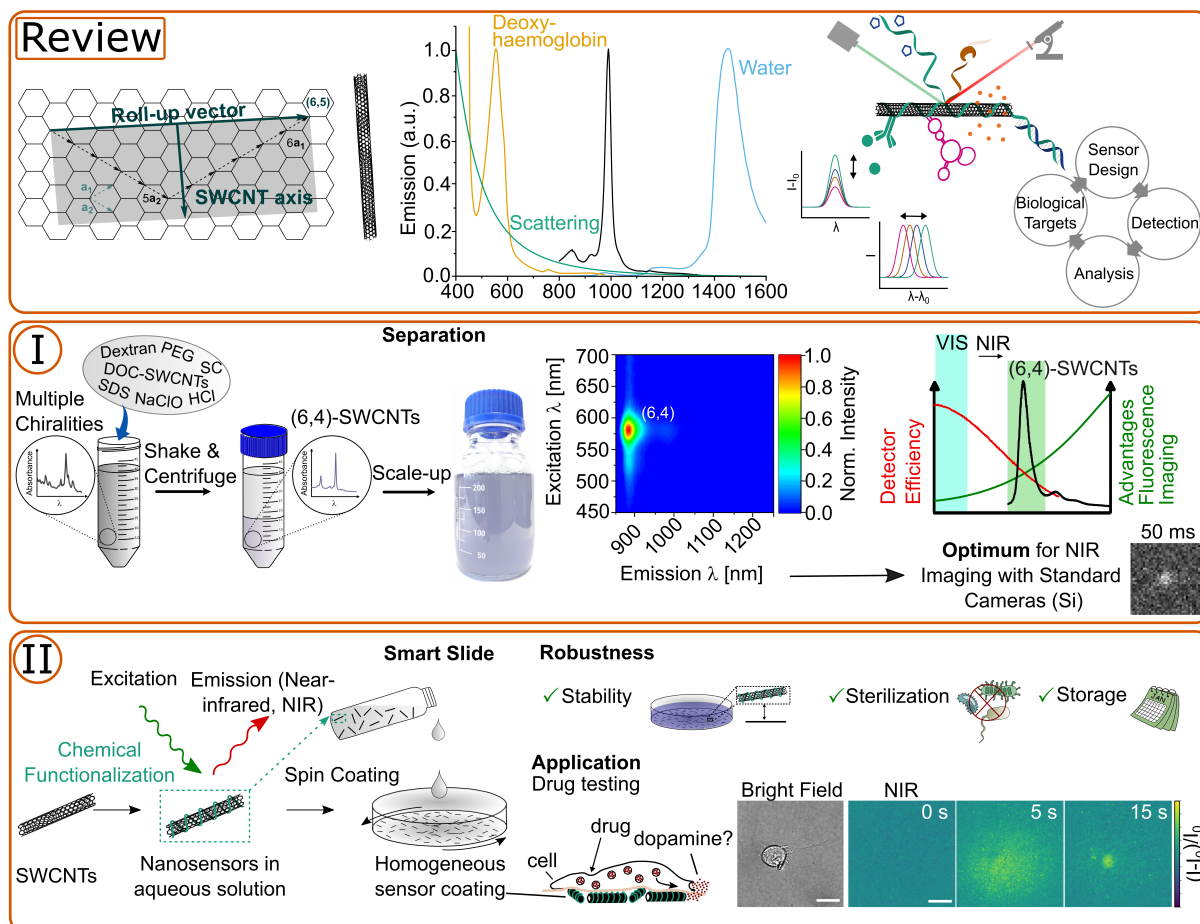 Review
(6,5)
Roll-up vector
6a₁
a₁
a₂
5a₂
SWCNT axis
Deoxy-
haemoglobin
Water
Scattering
Emission (a.u.)
1.0
0.8
0.6
0.4
0.2
0.0
400 600 800 1000 1200 1400 1600
I-I₀
λ
I
λ-λ₀
Sensor
Design
Biological
Targets
Detection
Analysis
I
Separation
Dextran PEG SC
DOC-SWCNTs
SDS NaClO HCl
Multiple
Chiralities
Absorbance
λ
Shake &
Centrifuge
(6,4)-SWCNTs
Absorbance
λ
Scale-up
200
150
100
50
Excitation λ [nm]
700
650
600
550
500
450
(6,4)
900 1000 1100 1200
Emission λ [nm]
1.0
0.8
0.6
0.4
0.2
0.0
Norm. Intensity
VIS NIR
(6,4)-SWCNTs
Detector
Efficiency
Advantages
Fluorescence
Imaging
Optimum for NIR
Imaging with Standard
Cameras (Si)
50 ms
II
Smart Slide
Excitation
Emission (Near-
infrared, NIR)
Chemical
Functionalization
Spin Coating
SWCNTs
Nanosensors in
aqueous solution
Homogeneous
sensor coating
Robustness
✓ Stability
✓ Sterilization
✓ Storage
JAN
Application
Drug testing
drug
dopamine?
cell
Bright Field
NIR
0 s
5 s
15 s
(I-I₀)/I₀